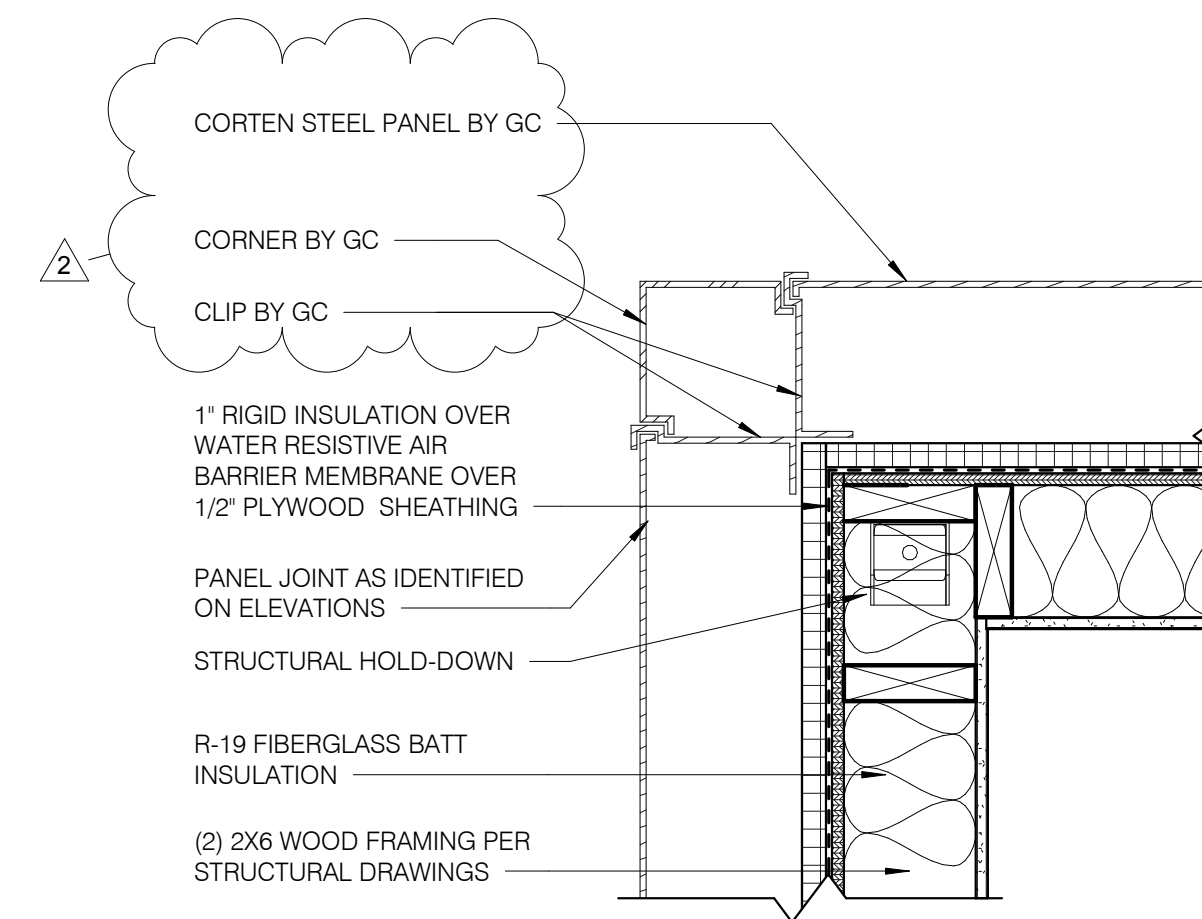 CORTEN STEEL PANEL BY GC
CORNER BY GC
2
CLIP BY GC
1" RIGID INSULATION OVER
WATER RESISTIVE AIR
BARRIER MEMBRANE OVER
1/2" PLYWOOD SHEATHING
PANEL JOINT AS IDENTIFIED
ON ELEVATIONS
STRUCTURAL HOLD-DOWN
R-19 FIBERGLASS BATT
INSULATION
(2) 2X6 WOOD FRAMING PER
STRUCTURAL DRAWINGS